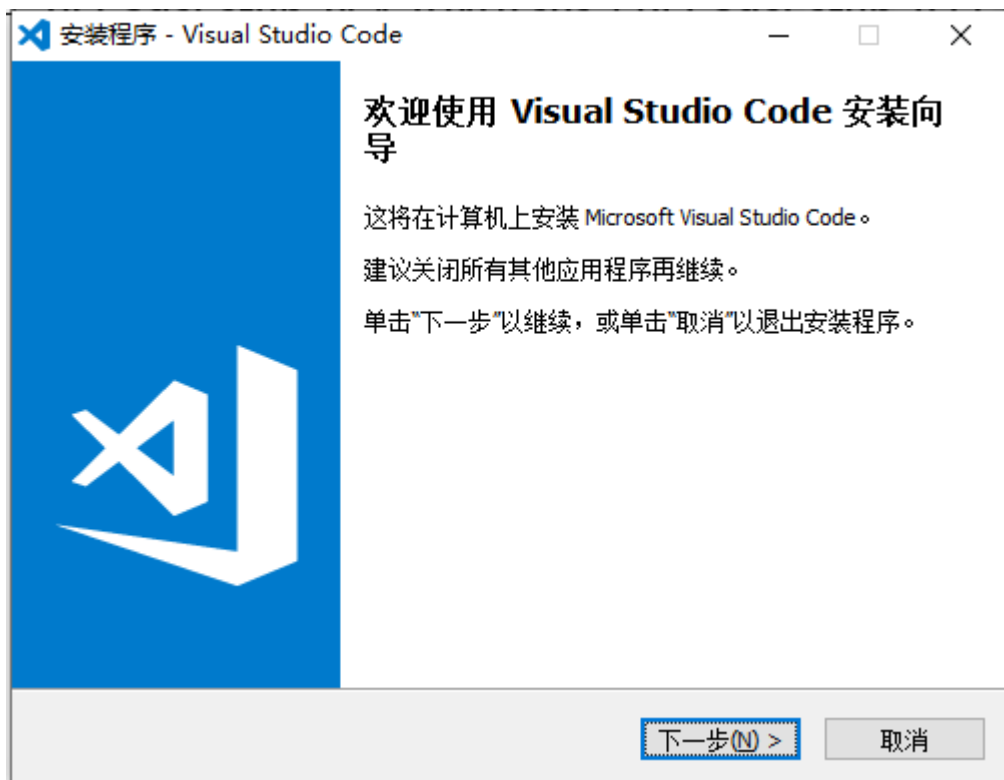 安装程序 - Visual Studio Code
欢迎使用 Visual Studio Code 安装向
导
这将在计算机上安装 Microsoft Visual Studio Code。
建议关闭所有其他应用程序再继续。
单击“下一步”以继续，或单击“取消”以退出安装程序。
下一步(N) >
取消